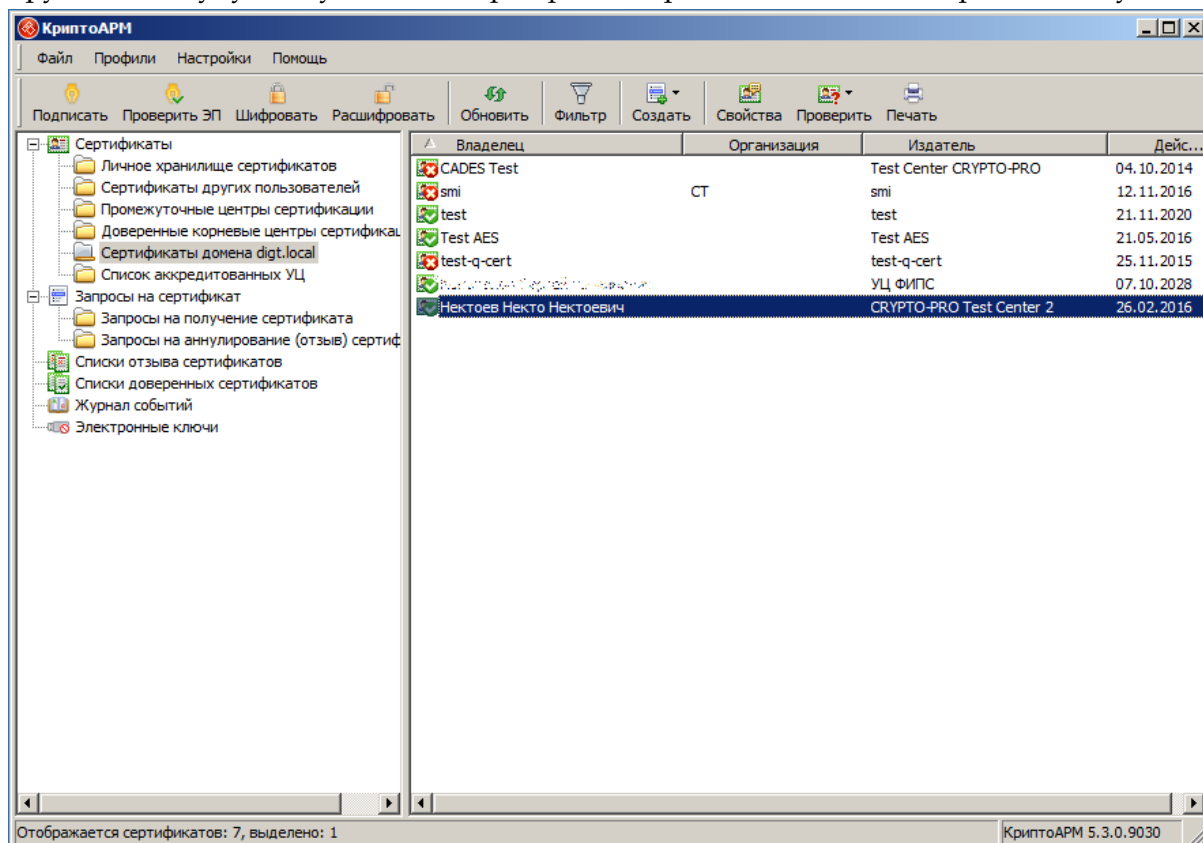 КриптоАРМ
Файл Профили Настройки Помощь
Подписать Проверить ЭП Шифровать Расшифровать Обновить Фильтр Создать Свойства Проверить Печать
Сертификаты
Личное хранилище сертификатов
Сертификаты других пользователей
Промежуточные центры сертификации
Доверенные корневые центры сертификац
Сертификаты домена digt.local
Список аккредитованных УЦ
Запросы на сертификат
Запросы на получение сертификата
Запросы на аннулирование (отзыв) сертиф
Списки отзыва сертификатов
Списки доверенных сертификатов
Журнал событий
Электронные ключи
Владелец Организация Издатель Дейс...
CADES Test Test Center CRYPTO-PRO 04.10.2014
smi CT smi 12.11.2016
test test 21.11.2020
Test AES Test AES 21.05.2016
test-q-cert test-q-cert 25.11.2015
УЦ ФИПС 07.10.2028
Нектоев Некто Нектоевич CRYPTO-PRO Test Center 2 26.02.2016
Отображается сертификатов: 7, выделено: 1 КриптоАРМ 5.3.0.9030